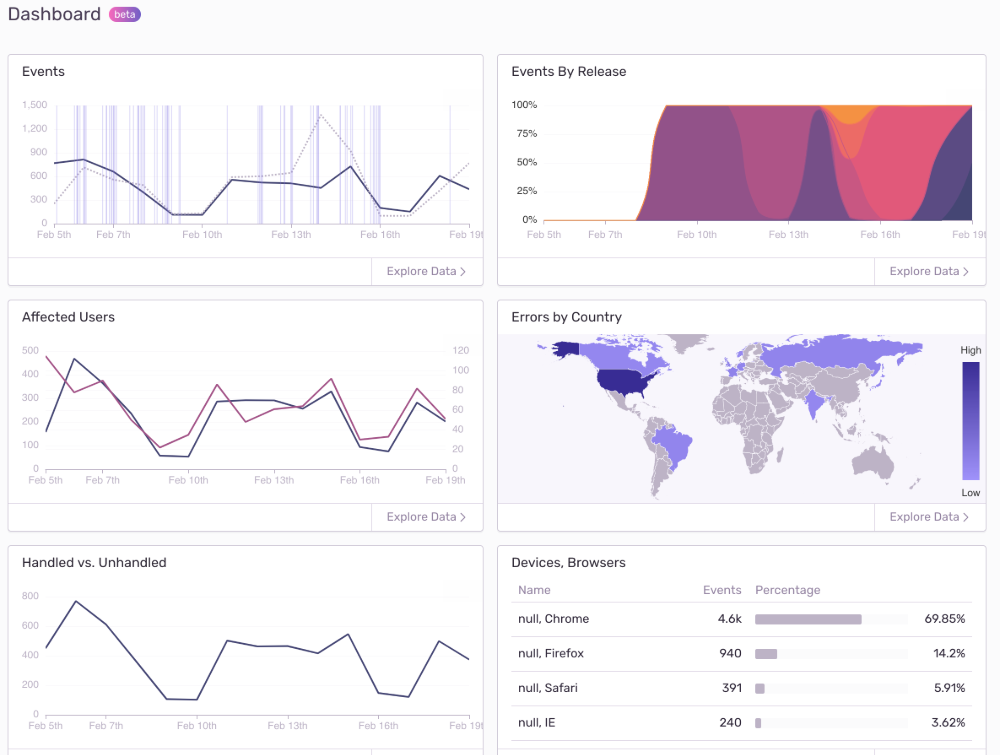 Dashboard beta
Events
1,500
1,200
900
600
300
0
Feb 5th Feb 7th Feb 10th Feb 13th Feb 16th Feb 19t
Explore Data >
Events By Release
100%
75%
50%
25%
0%
Feb 5th Feb 7th Feb 10th Feb 13th Feb 16th Feb 19t
Explore Data >
Affected Users
500 120
400 100
300 80
200 60
100 40
0 20
0
Feb 5th Feb 7th Feb 10th Feb 13th Feb 16th Feb 19th
Explore Data >
Errors by Country
High
Low
Explore Data >
Handled vs. Unhandled
800
600
400
200
0
Feb 5th Feb 7th Feb 10th Feb 13th Feb 16th Feb 19t
Devices, Browsers
Name Events Percentage
null, Chrome 4.6k 69.85%
null, Firefox 940 14.2%
null, Safari 391 5.91%
null, IE 240 3.62%